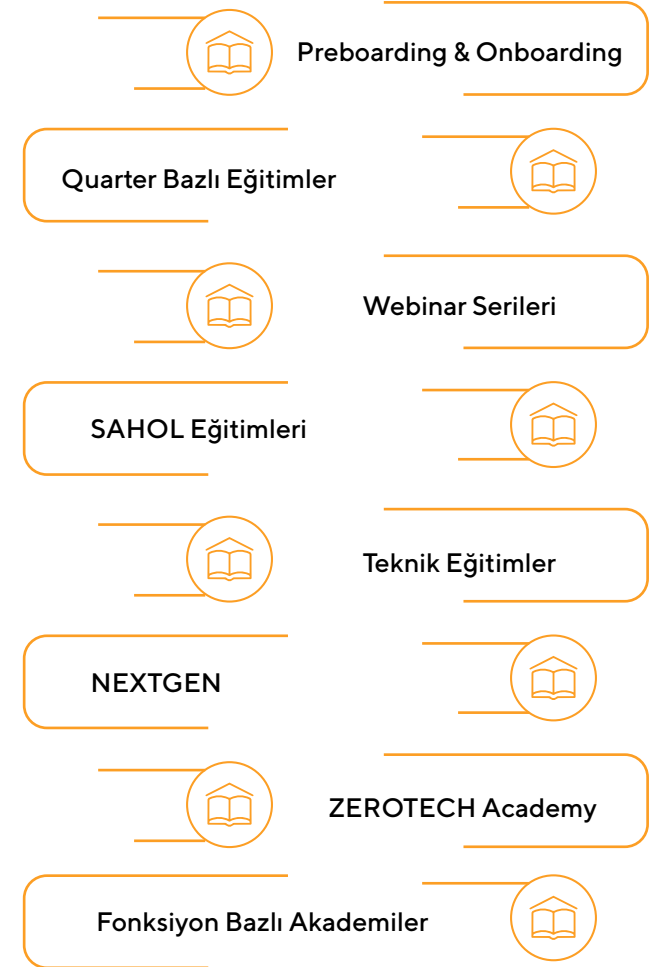 Preboarding & Onboarding
Quarter Bazlı Eğitimler
Webinar Serileri
SAHOL Eğitimleri
Teknik Eğitimler
NEXTGEN
ZEROTECH Academy
Fonksiyon Bazlı Akademiler